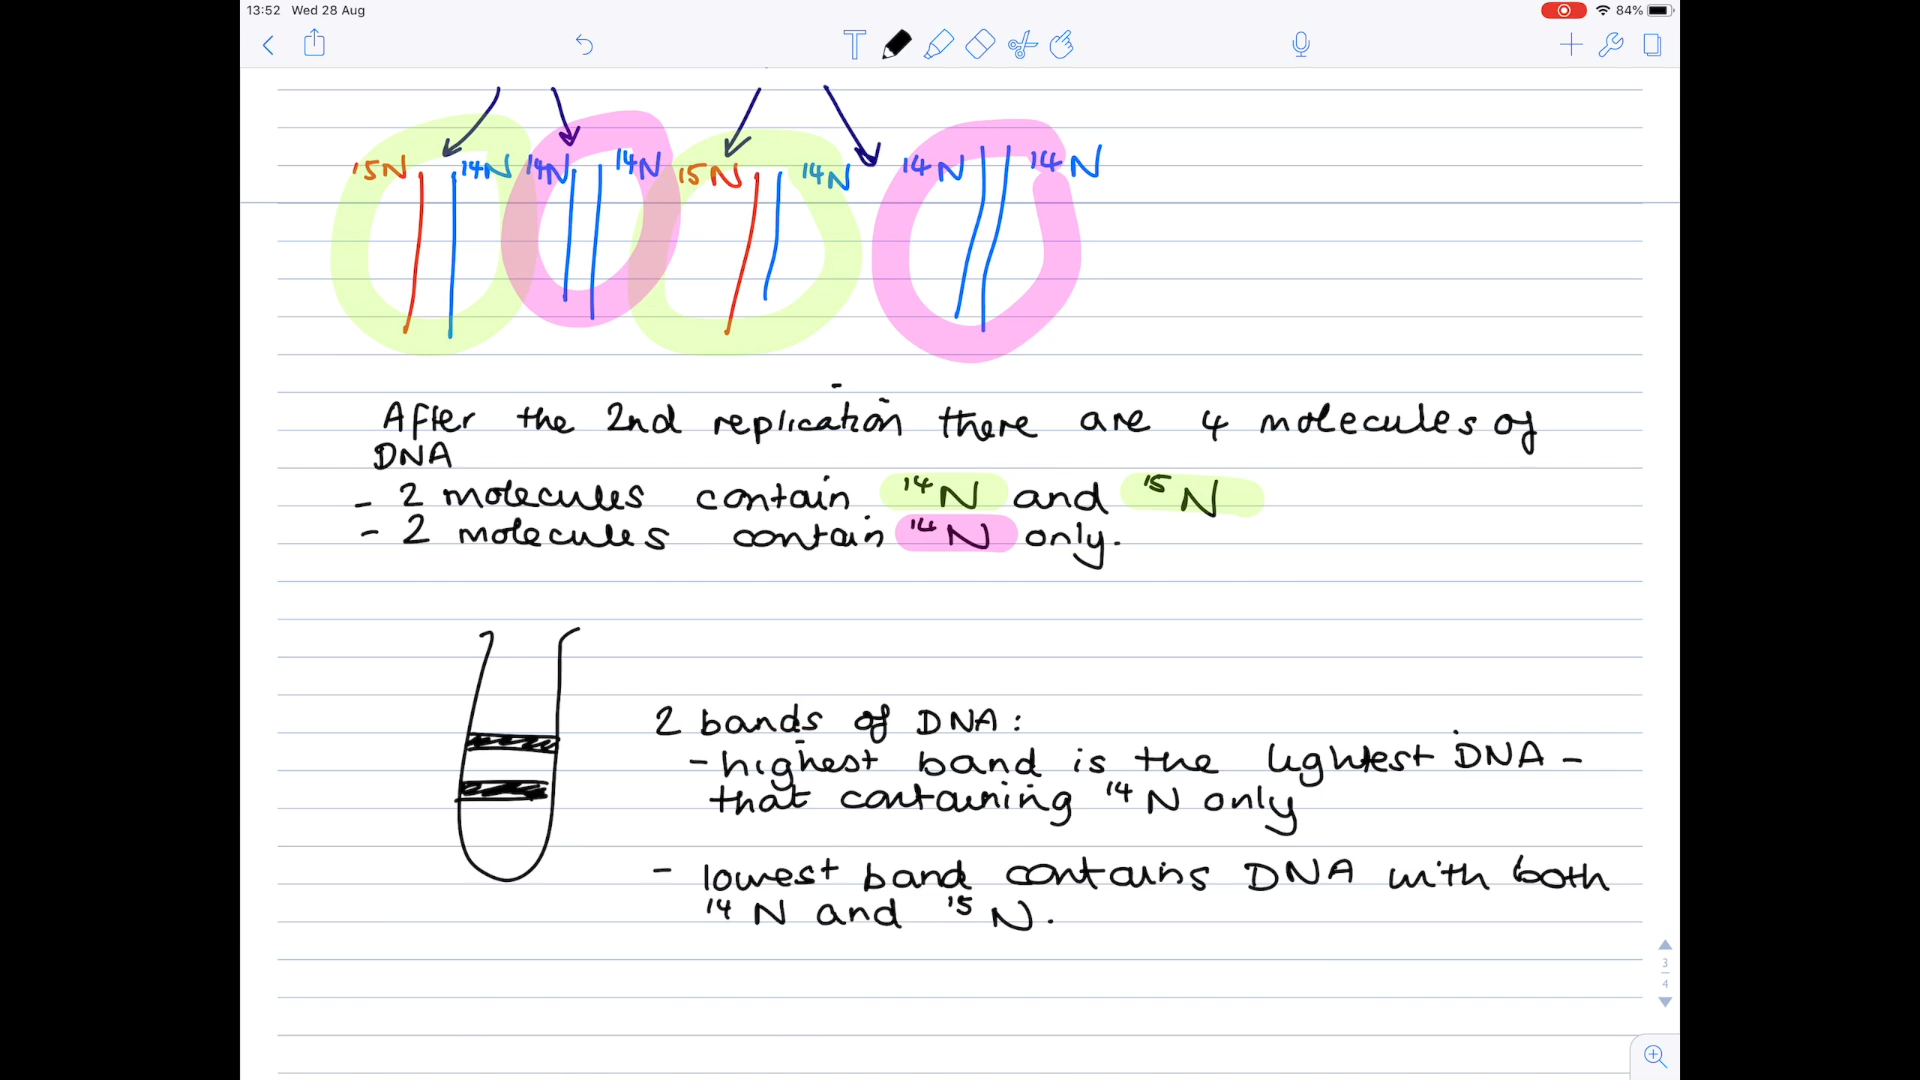 13:52 Wed 28 Aug 84%
T
15N 14N 14N 14N 15N 14N 14N 14N
After the 2nd replication there are 4 molecules of
DNA
- 2 molecules contain 14N and 15N
- 2 molecules contain 14N only.
2 bands of DNA:
- highest band is the lightest DNA -
that containing 14N only
- lowest band contains DNA with both
14N and 15N.
3
4